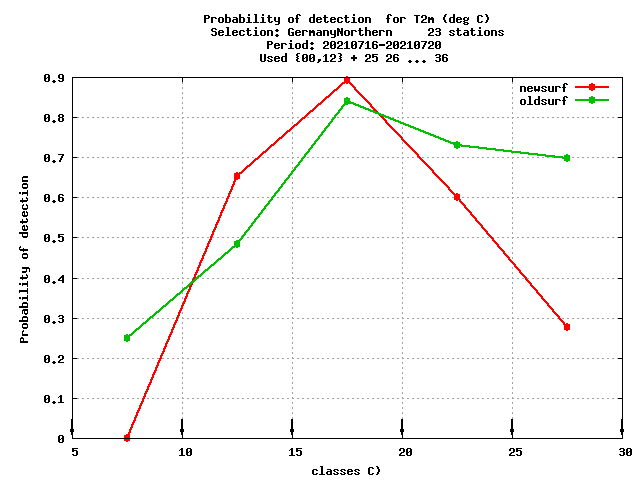 Probability of detection  for T2m (deg C)
Selection: GermanyNorthern     23 stations
Period: 20210716-20210720
Used {00,12} + 25 26 ... 36
newsurf
oldsurf
Probability of detection
0.9
0.8
0.7
0.6
0.5
0.4
0.3
0.2
0.1
0
5 10 15 20 25 30
classes C)